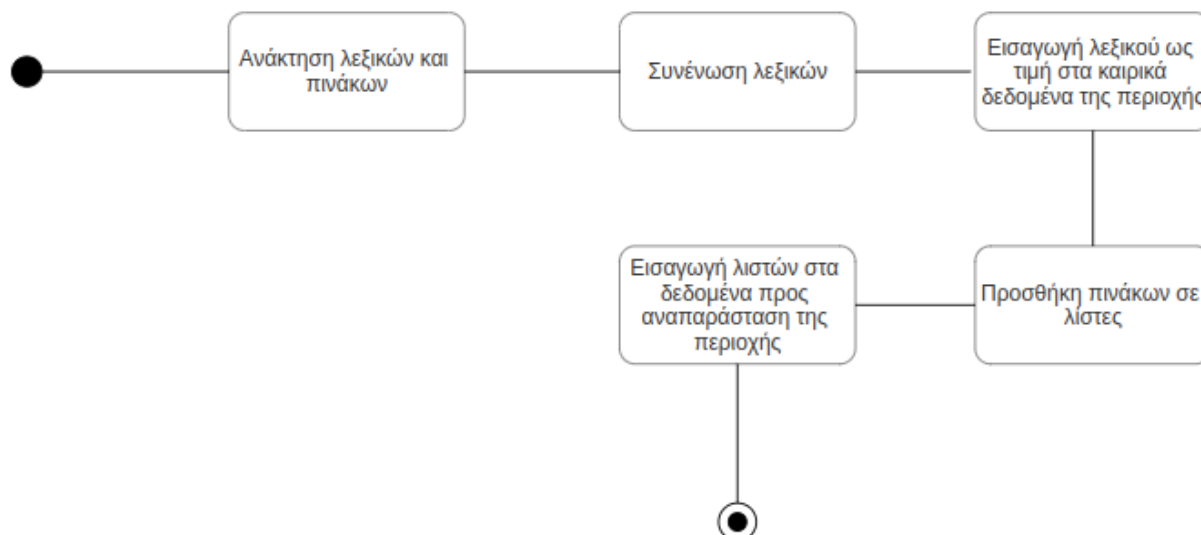 Ανάκτηση λεξικών και
πινάκων
Συνένωση λεξικών
Εισαγωγή λεξικού ως
τιμή στα καιρικά
δεδομένα της περιοχής
Εισαγωγή λιστών στα
δεδομένα προς
αναπαράσταση της
περιοχής
Προσθήκη πινάκων σε
λίστες